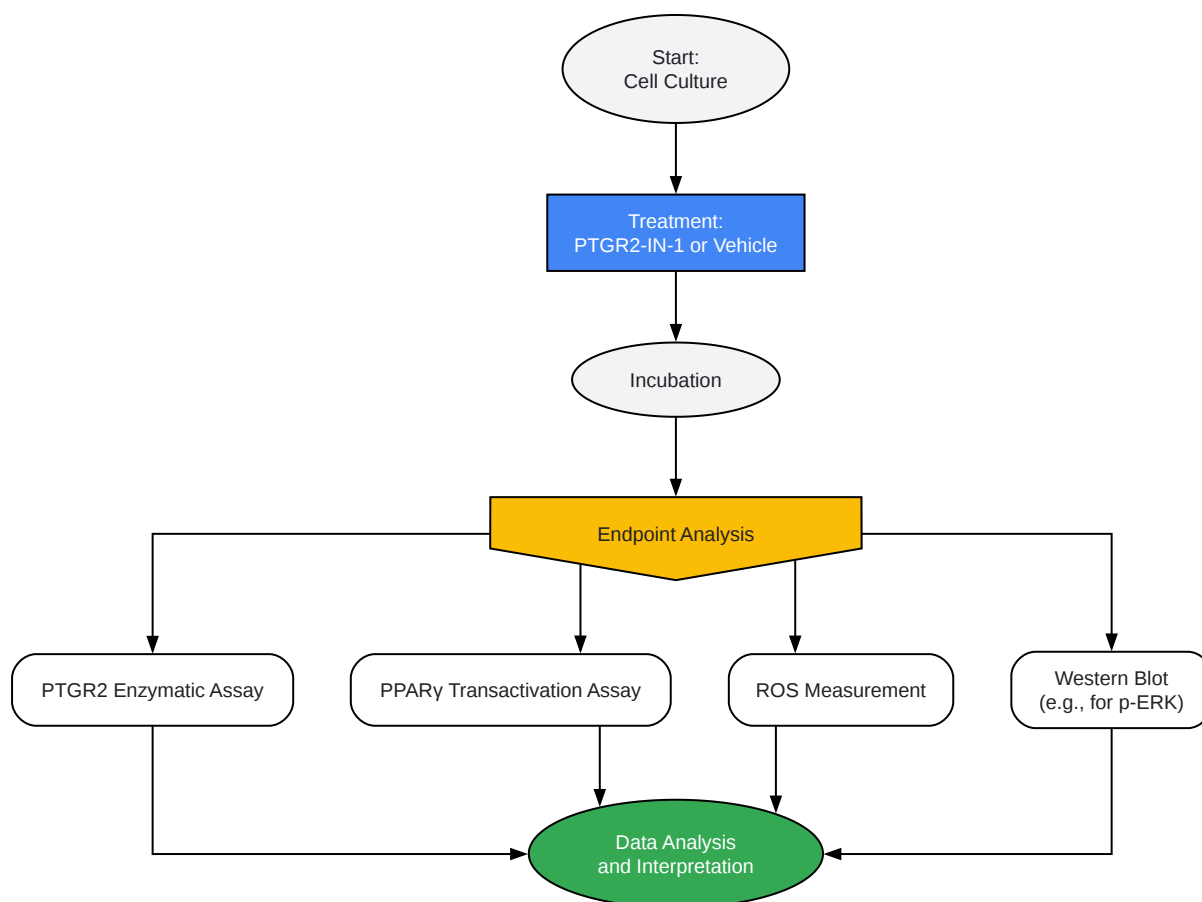 Start:
Cell Culture
Treatment:
PTGR2-IN-1 or Vehicle
Incubation
Endpoint Analysis
PTGR2 Enzymatic Assay
PPARγ Transactivation Assay
ROS Measurement
Western Blot
(e.g., for p-ERK)
Data Analysis
and Interpretation